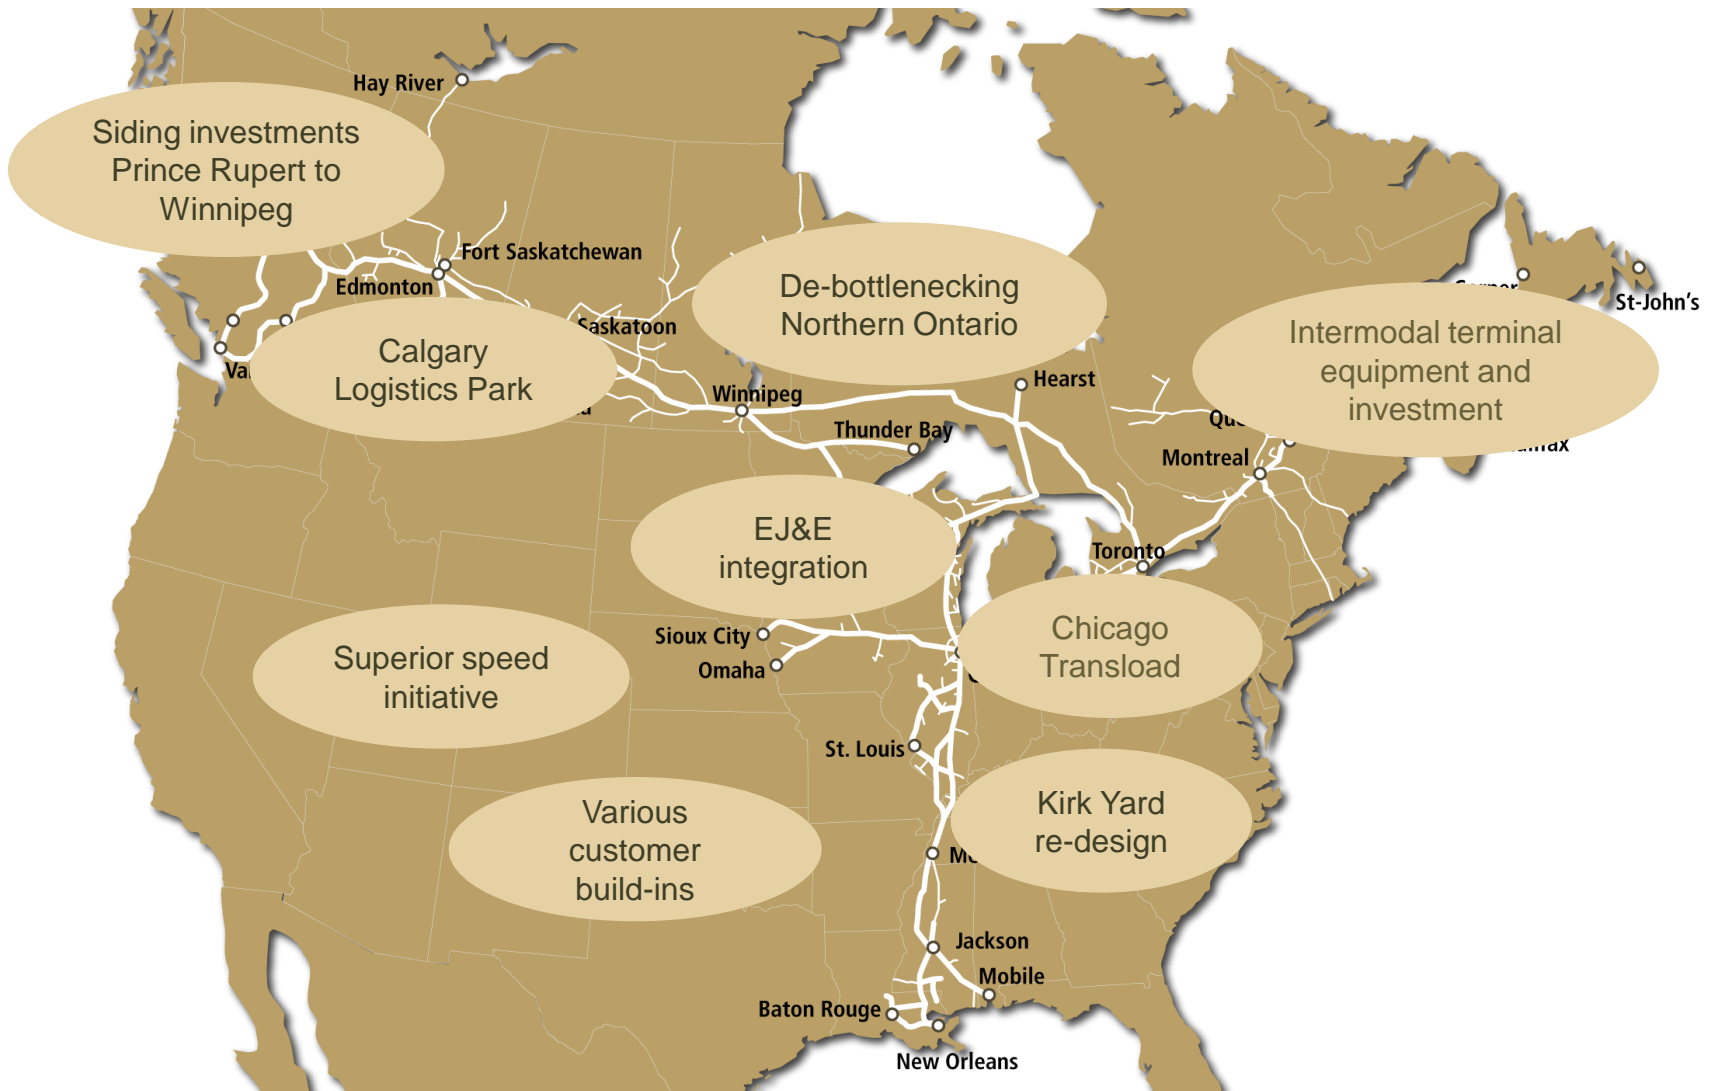 Hay River
Siding investments
Prince Rupert to
Winnipeg
Fort Saskatchewan
Edmonton
De-bottlenecking
Northern Ontario
St-John's
Saskatoon
Intermodal terminal
equipment and
investment
Calgary
Logistics Park
Hearst
Winnipeg
Thunder Bay
Montreal
EJ&E
integration
Toronto
Sioux City
Omaha
Chicago
Transload
Superior speed
initiative
St. Louis
Various
customer
build-ins
Kirk Yard
re-design
Jackson
Mobile
Baton Rouge
New Orleans